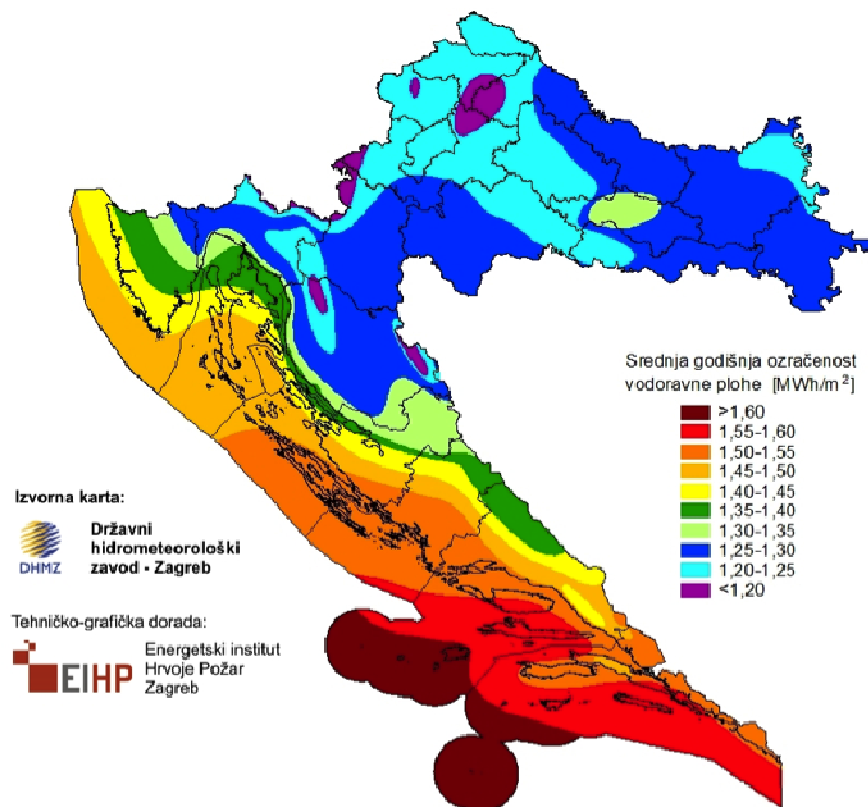 Srednja godišnja ozračenost
vodoravne plohe [MWh/m²]
>1,60
1,55-1,60
1,50-1,55
1,45-1,50
1,40-1,45
1,35-1,40
1,30-1,35
1,25-1,30
1,20-1,25
<1,20
Izvorna karta:
DHMZ
Državni
hidrometeorološki
zavod - Zagreb
Tehničko-grafička dorada:
EIHP
Energetski institut
Hrvoje Požar
Zagreb